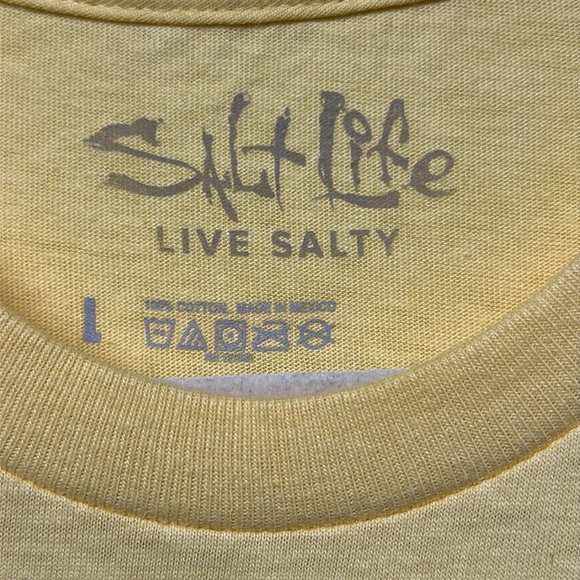 Salt Life
LIVE SALTY
L
100% COTTON. MADE IN MEXICO